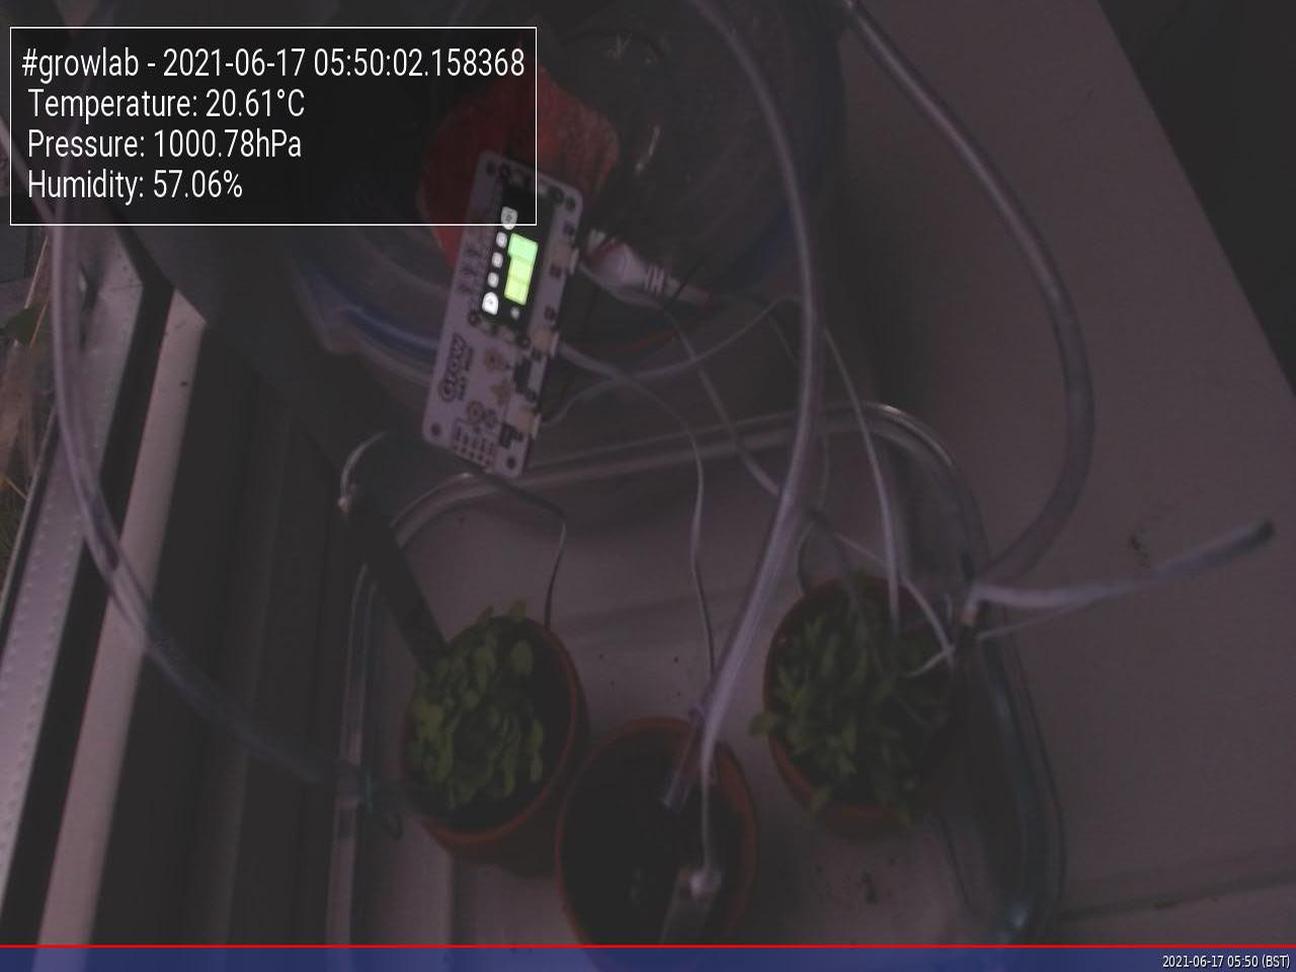 #growlab - 2021-06-17 05:50:02.158368
Temperature: 20.61°C
Pressure: 1000.78hPa
Humidity: 57.06%
GROW
2021-06-17 05:50 (BST)